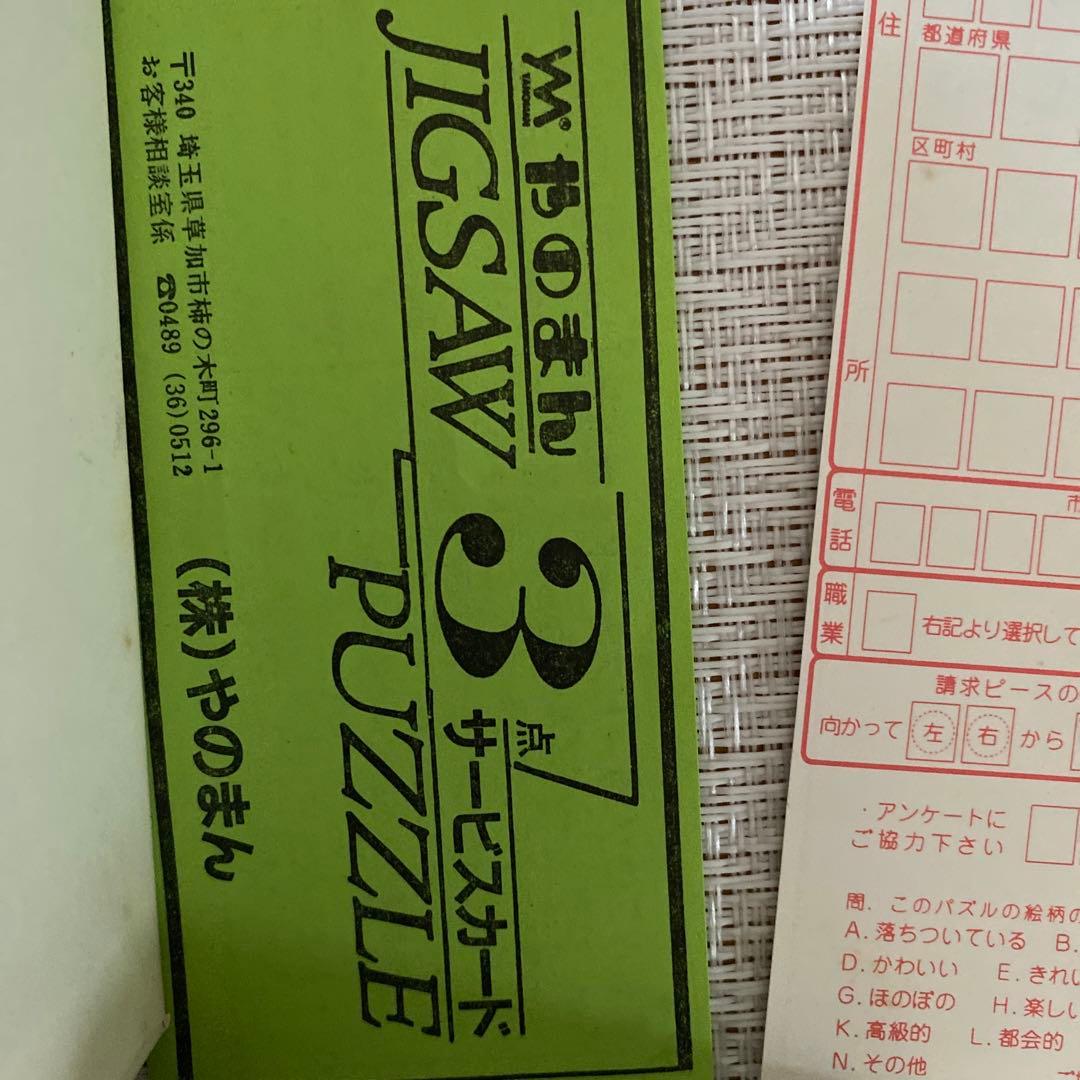 YM
YANOMAN
やのまん
JIGSAW
PUZZLE
3点
サービスカード
〒340 埼玉県草加市柿の木町296-1
お客様相談室係 ☎0489 (36)0512
(株)やのまん
住所
都道府県
区町村
市
電話
職業
右記より選択して
請求ピースの
向かって 左 右 から
・アンケートに
ご協力下さい
問. このパズルの絵柄の
A. 落ちついている B.
D. かわいい E. きれい
G. ほのぼの H. 楽しい
K. 高級的 L. 都会的
N. その他